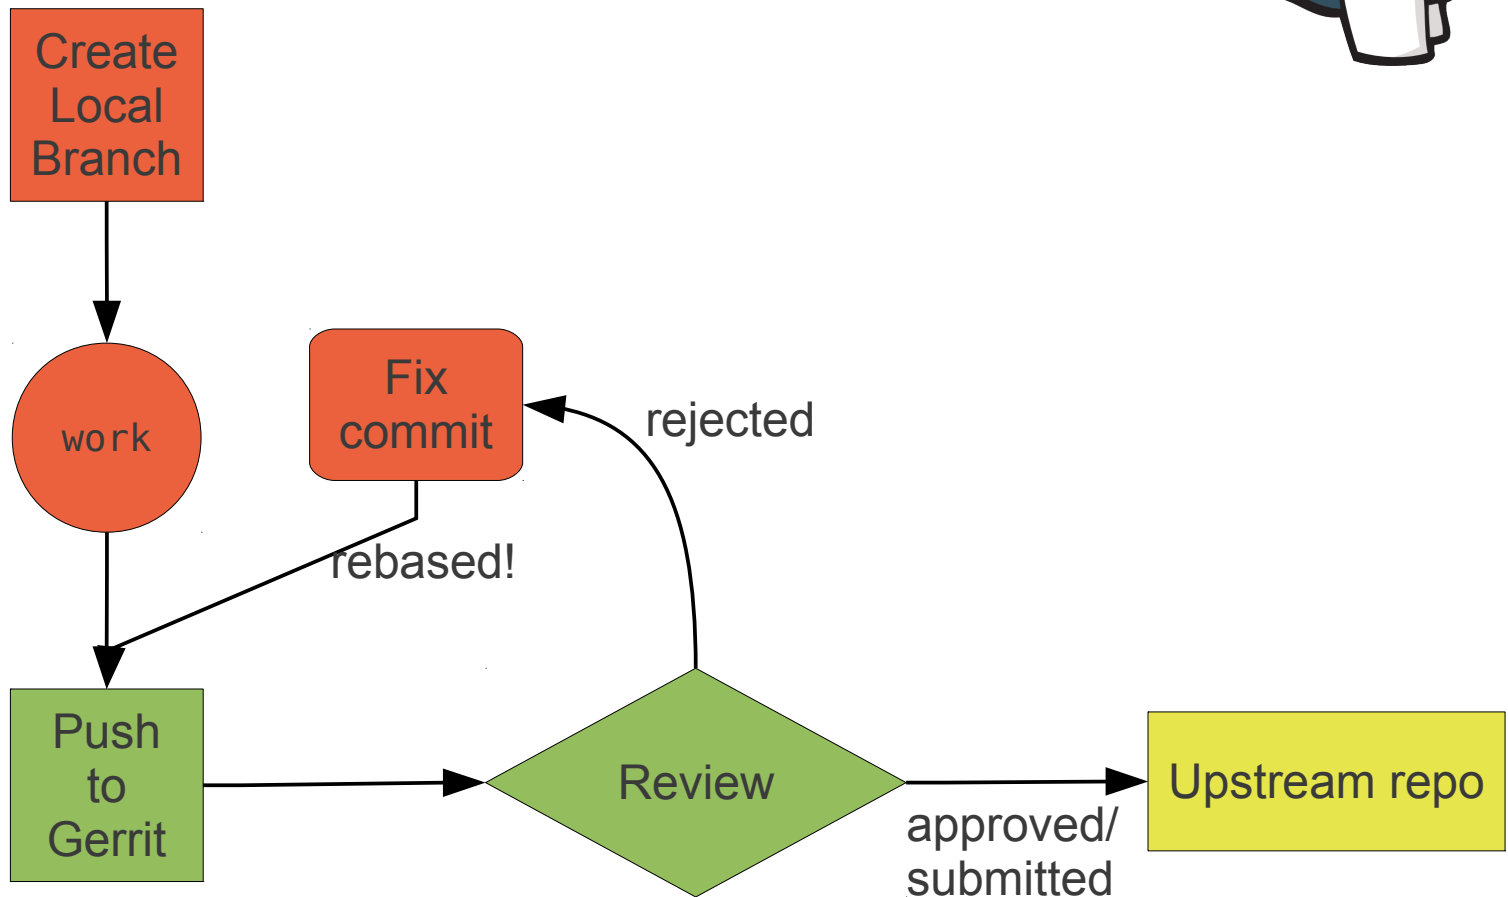 Create
Local
Branch
work
Fix
commit
rejected
rebased!
Push
to
Gerrit
Review
approved/
submitted
Upstream repo